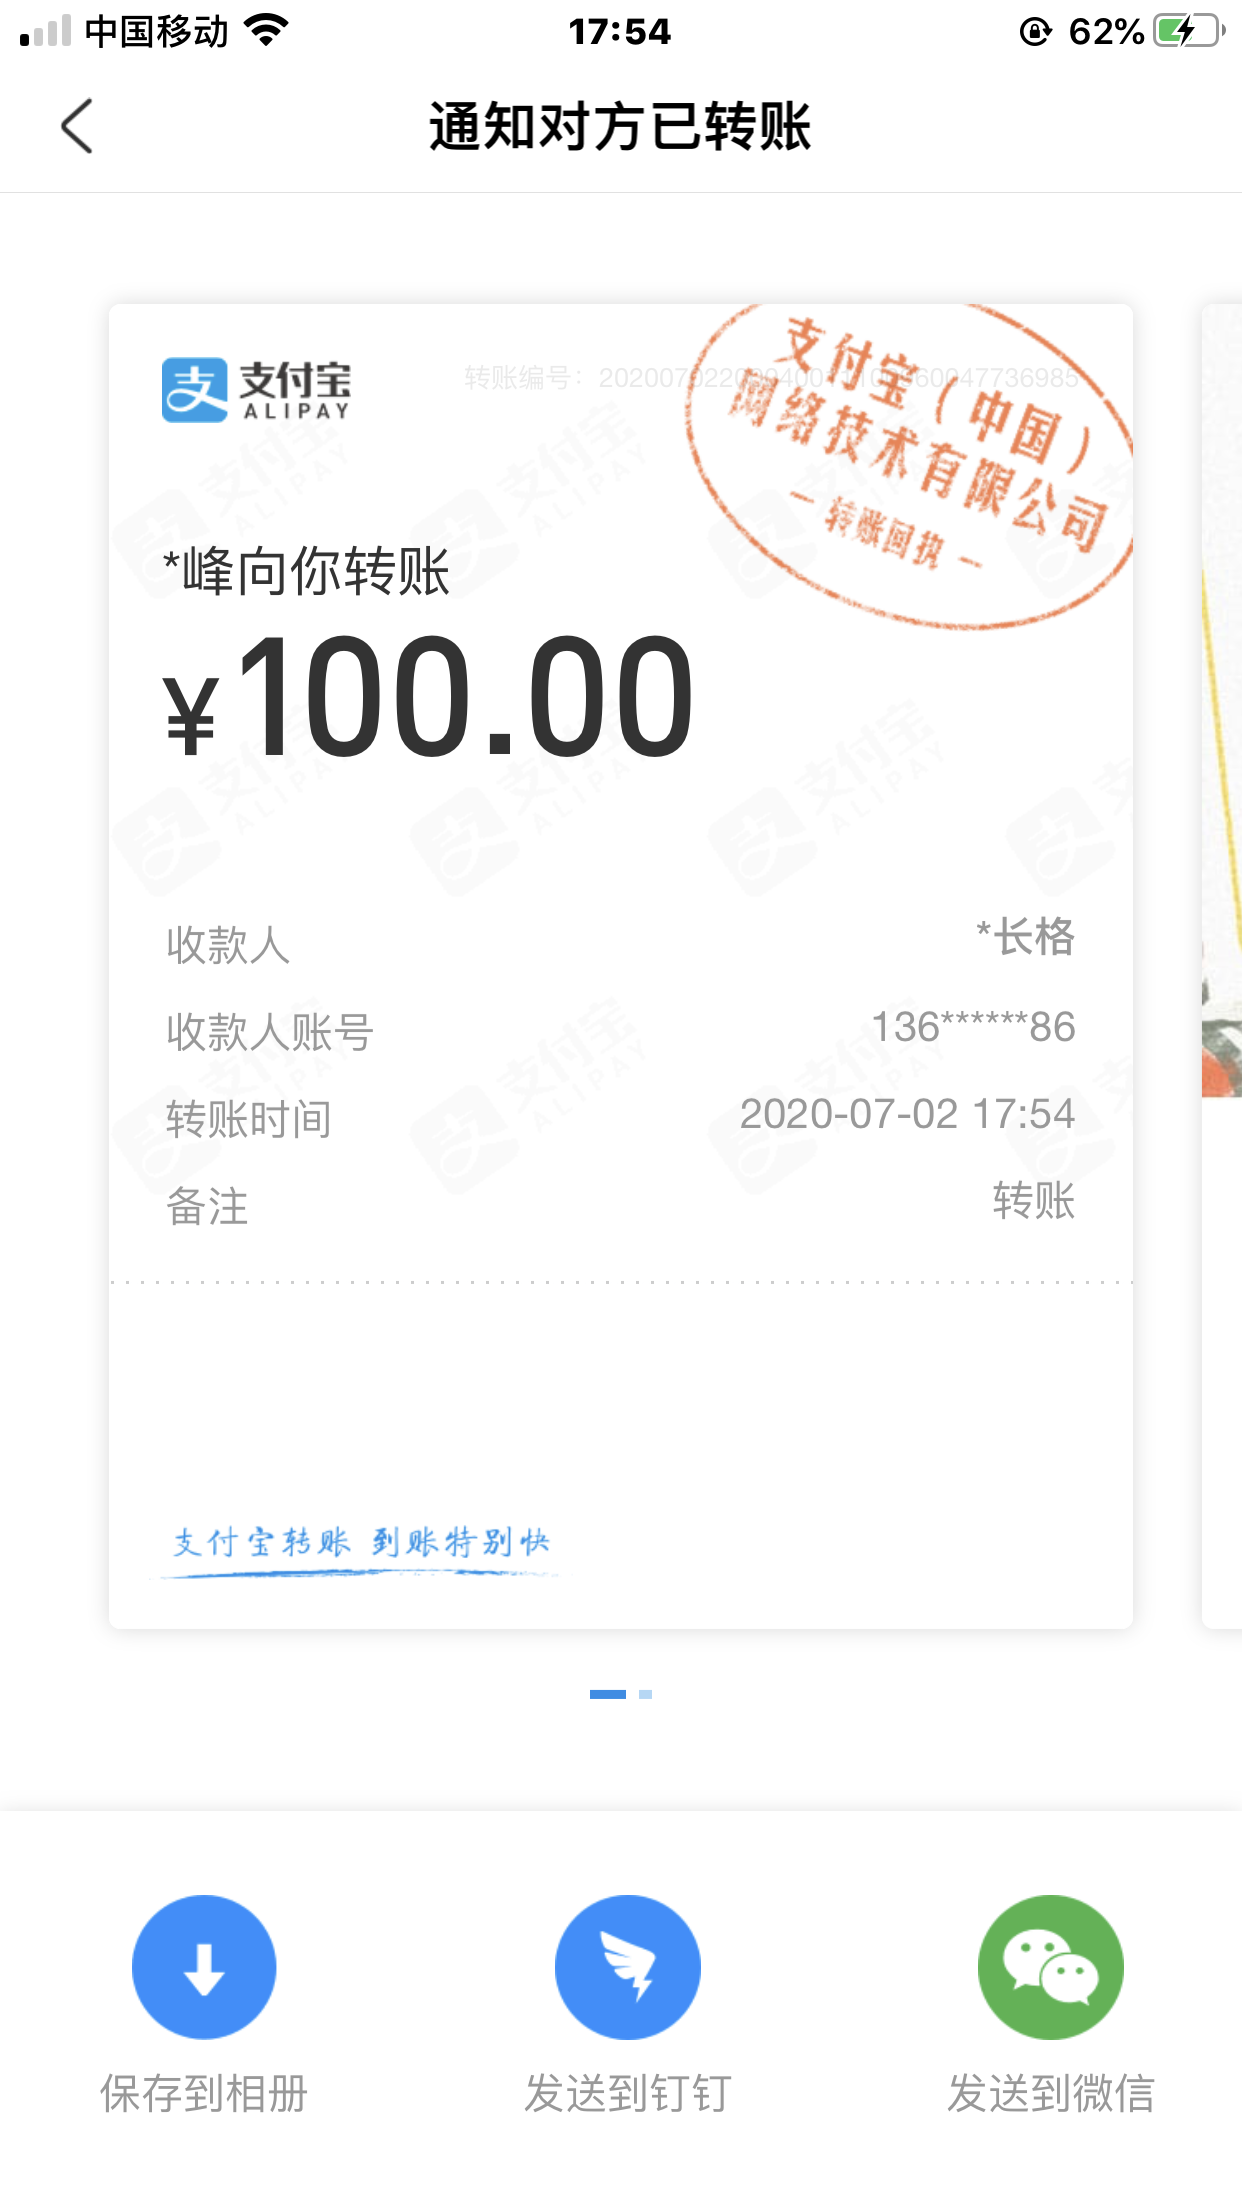 中国移动
17:54
62%
通知对方已转账
支付宝
ALIPAY
转账编号：
支付宝（中国）
网络技术有限公司
转账回执
*峰向你转账
¥100.00
收款人 *长格
收款人账号 136******86
转账时间 2020-07-02 17:54
备注 转账
支付宝转账 到账特别快
保存到相册 发送到钉钉 发送到微信